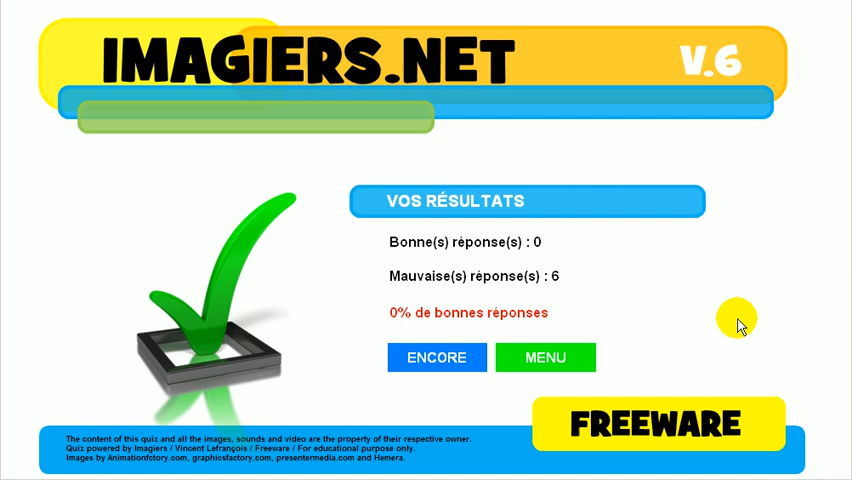 IMAGIERS.NET
V.6
VOS RÉSULTATS
Bonne(s) réponse(s) : 0
Mauvaise(s) réponse(s) : 6
0% de bonnes réponses
ENCORE
MENU
FREEWARE
The content of this quiz and all the images, sounds and video are the property of their respective owner.
Quiz powered by Imagiers / Vincent Lefrançois / Freeware / For educational purpose only.
Images by Animationfctory.com, graphicsfactory.com, presentermedia.com and Hemera.